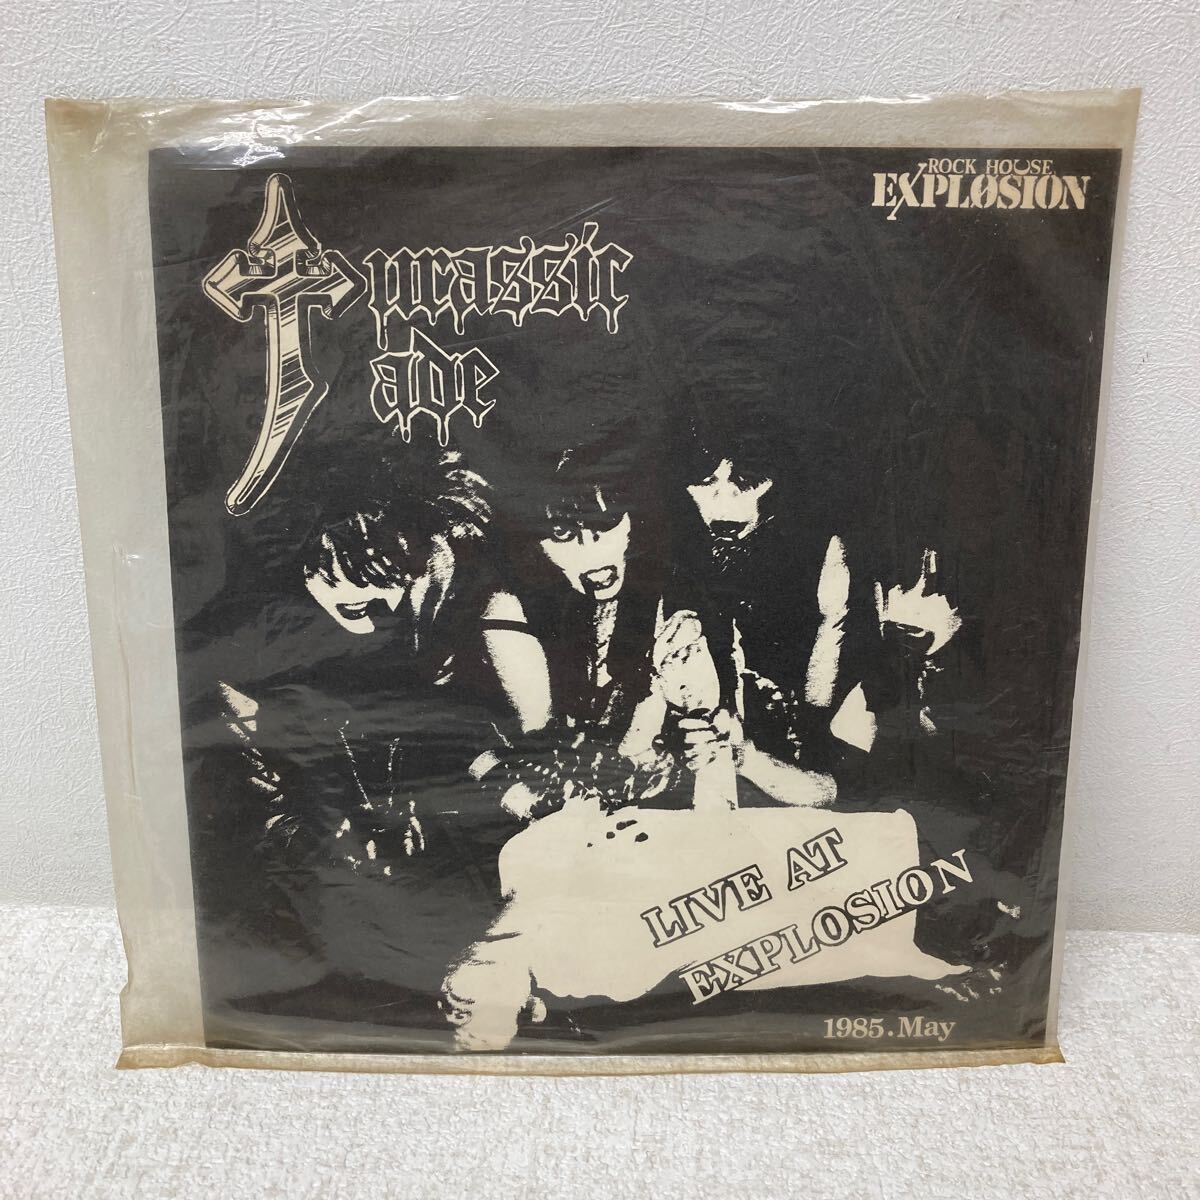 ROCK HOUSE
EXPLOSION
Jurassic
Jade
LIVE AT
EXPLOSION
1985.May